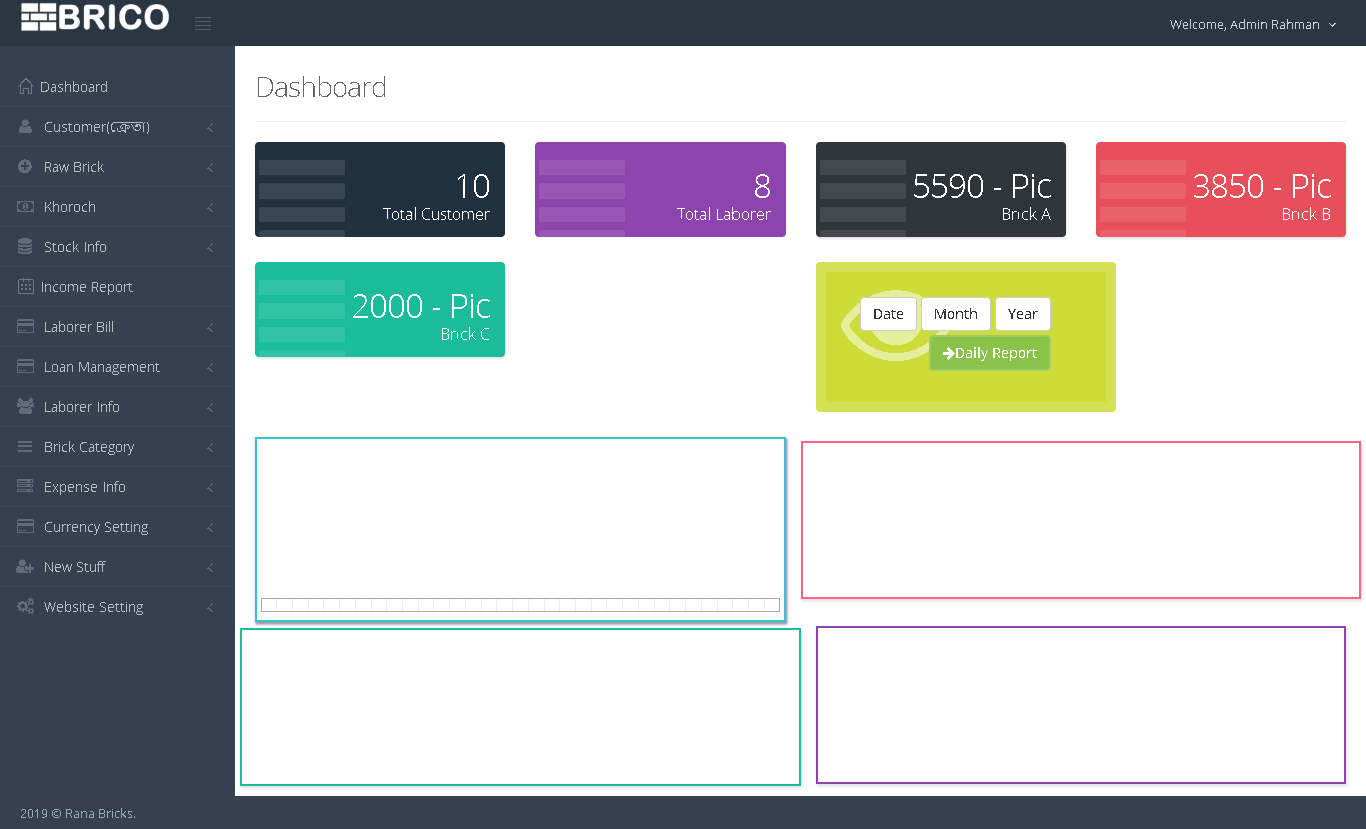 BRICO
Welcome, Admin Rahman
Dashboard
Customer(ক্রেতা)
Raw Brick
Khoroch
Stock Info
Income Report
Laborer Bill
Loan Management
Laborer Info
Brick Category
Expense Info
Currency Setting
New Stuff
Website Setting
Dashboard
10
Total Customer
8
Total Laborer
5590 - Pic
Brick A
3850 - Pic
Brick B
2000 - Pic
Brick C
Date Month Year
Daily Report
2019 © Rana Bricks.